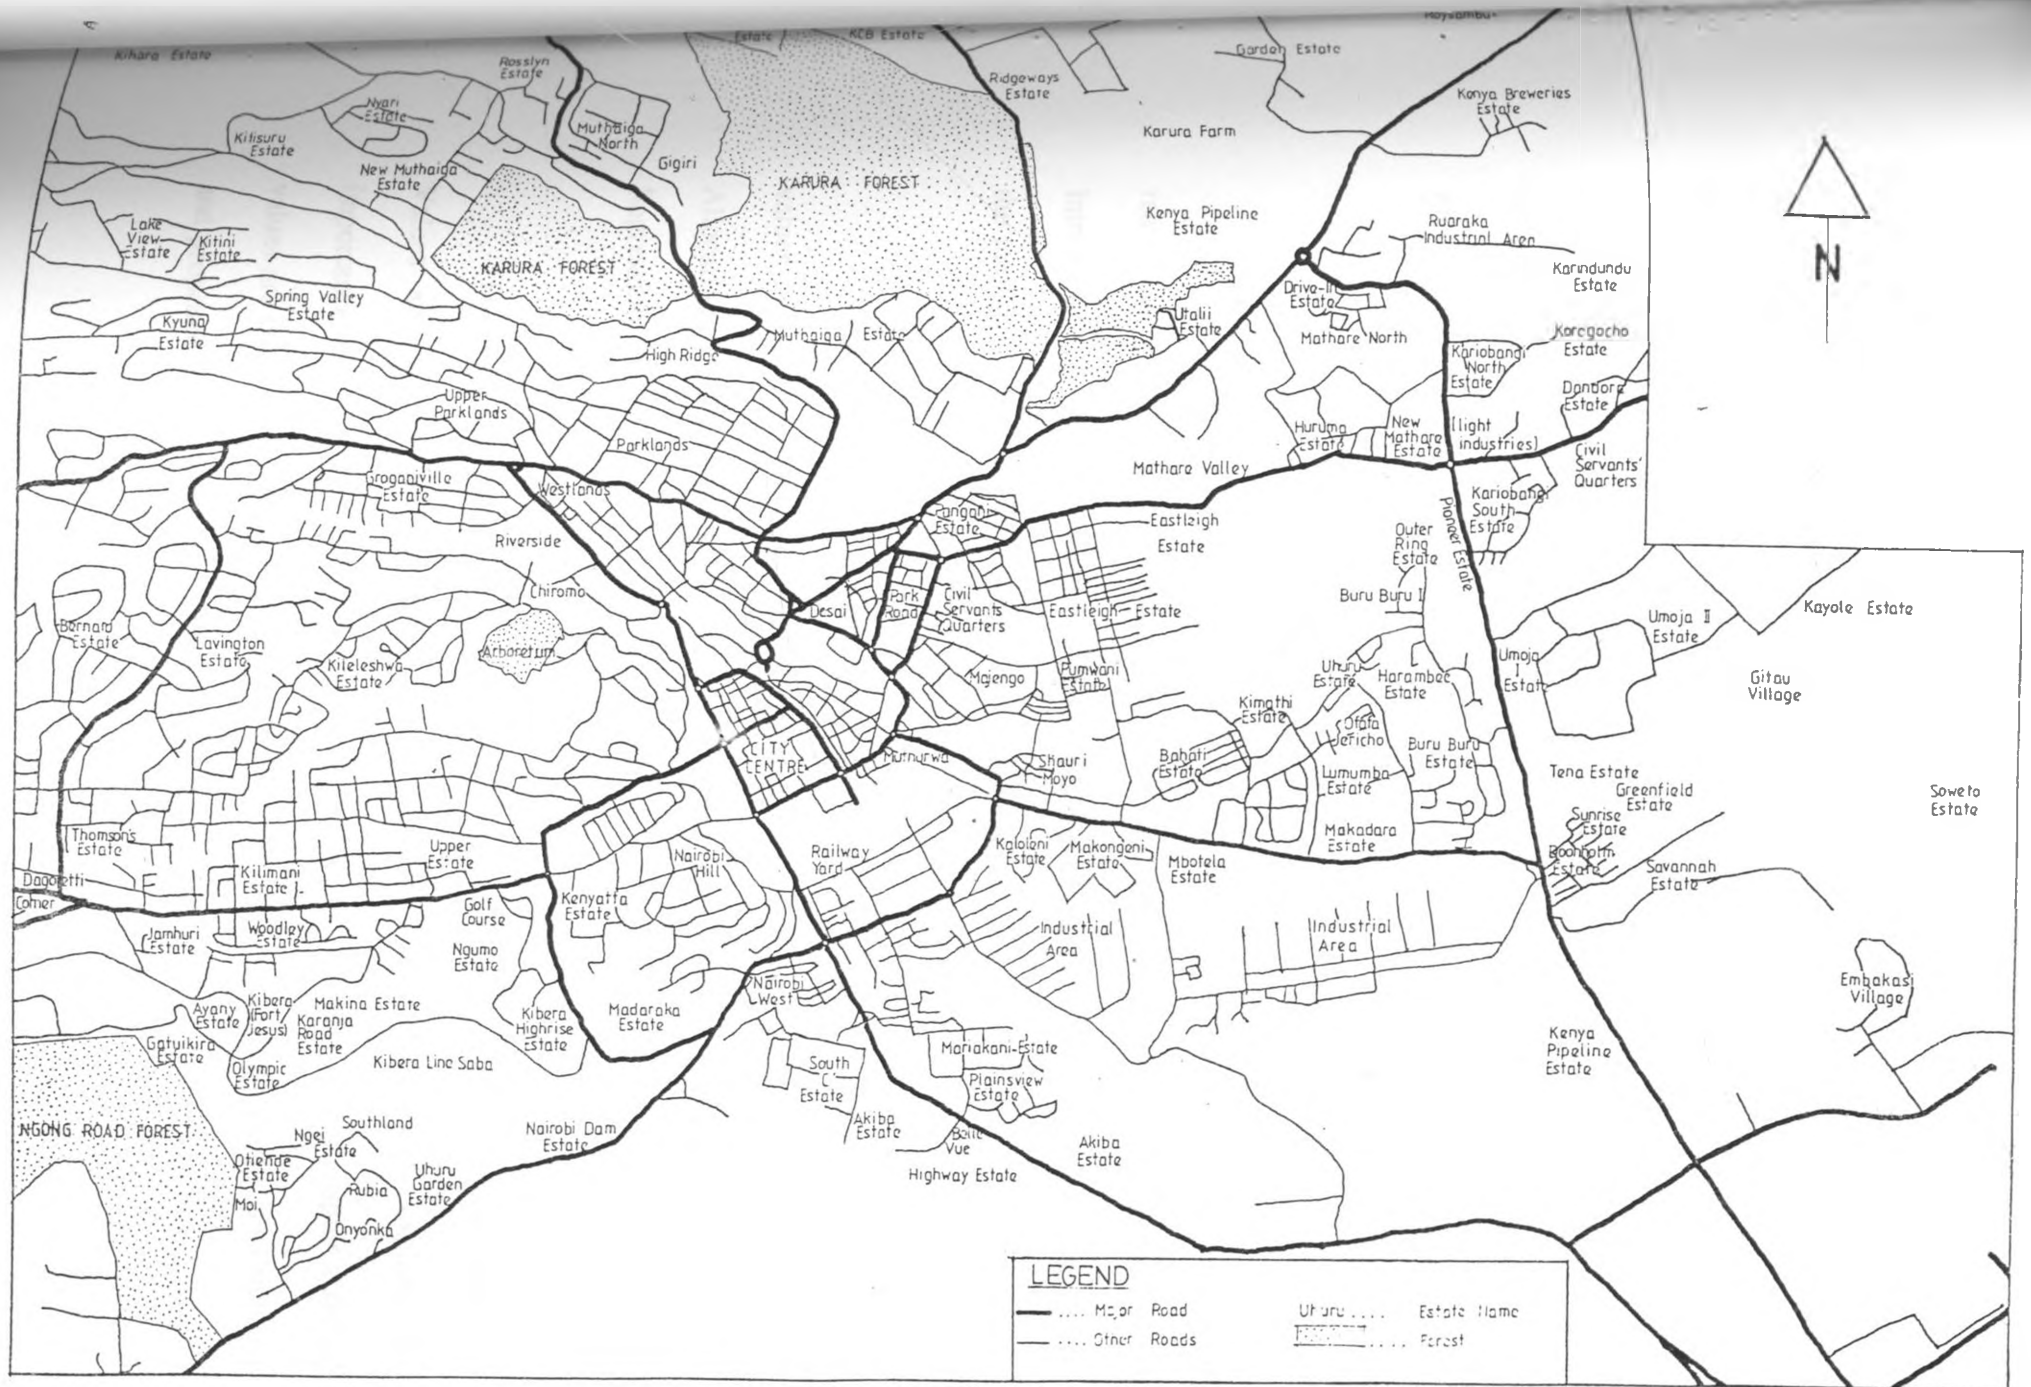 Kihara Estate
Rosslyn
Estate
Estate
KCB Estate
Ridgeways
Estate
Garden Estate
Kenya Breweries
Estate
Nyari
Estate
Kitisuru
Estate
Muthaiga
North
Gigiri
New Muthaiga
Estate
KARURA FOREST
Karura Farm
Lake
View
Estate
Kitini
Estate
KARURA FOREST
Kenya Pipeline
Estate
Ruaraka
Industrial Area
Karindundu
Estate
N
Spring Valley
Estate
Kyuna
Estate
Drive-In
Estate
Utalii
Estate
Muthaiga Estate
High Ridge
Mathare North
Korogocho
Estate
Kariobangi
North
Estate
Dandora
Estate
Upper
Parklands
Parklands
Huruma
Estate
New
Mathare
Estate
(light
industries)
Civil
Servants'
Quarters
Mathare Valley
Groganiville
Estate
Westlands
Pangani
Estate
Eastleigh
Estate
Kariobangi
South
Estate
Outer
Ring
Estate
Pioneer Estate
Riverside
Chiromo
Desai
Park
Road
Civil
Servants
Quarters
Eastleigh Estate
Buru Buru I
Umoja II
Estate
Kayole Estate
Bernard
Estate
Lavington
Estate
Kileleshwa
Estate
Arboretum
Majengo
Pumwani
Estate
Uhuru
Estate
Harambee
Estate
Umoja
I
Estate
Gitau
Village
Kimathi
Estate
Ofafa
Jericho
Buru Buru
Estate
CITY
CENTRE
Muthurwa
Shauri
Moyo
Bahati
Estate
Lumumba
Estate
Tena Estate
Greenfield
Estate
Soweto
Estate
Sunrise
Estate
Thomson's
Estate
Upper
Estate
Nairobi
Hill
Railway
Yard
Kaloleni
Estate
Makongeni
Estate
Mbotela
Estate
Makadara
Estate
Doonholm
Estate
Savannah
Estate
Dagoretti
Corner
Kilimani
Estate
Golf
Course
Kenyatta
Estate
Jamhuri
Estate
Woodley
Estate
Ngumo
Estate
Industrial
Area
Industrial
Area
Nairobi
West
Embakasi
Village
Ayany
Estate
Kibera
(Fort
Jesus)
Makina Estate
Karanja
Road
Estate
Kibera
Highrise
Estate
Madaraka
Estate
Gatuikira
Estate
Olympic
Estate
Kibera Line Saba
South
C
Estate
Mariakani Estate
Plainsview
Estate
Kenya
Pipeline
Estate
NGONG ROAD FOREST
Southland
Ngei
Estate
Nairobi Dam
Estate
Akiba
Estate
Belle
Vue
Akiba
Estate
Otiende
Estate
Moi
Rubia
Uhuru
Garden
Estate
Onyonka
Highway Estate
LEGEND
.... Major Road
Uhuru .... Estate Name
.... Other Roads
.... Forest